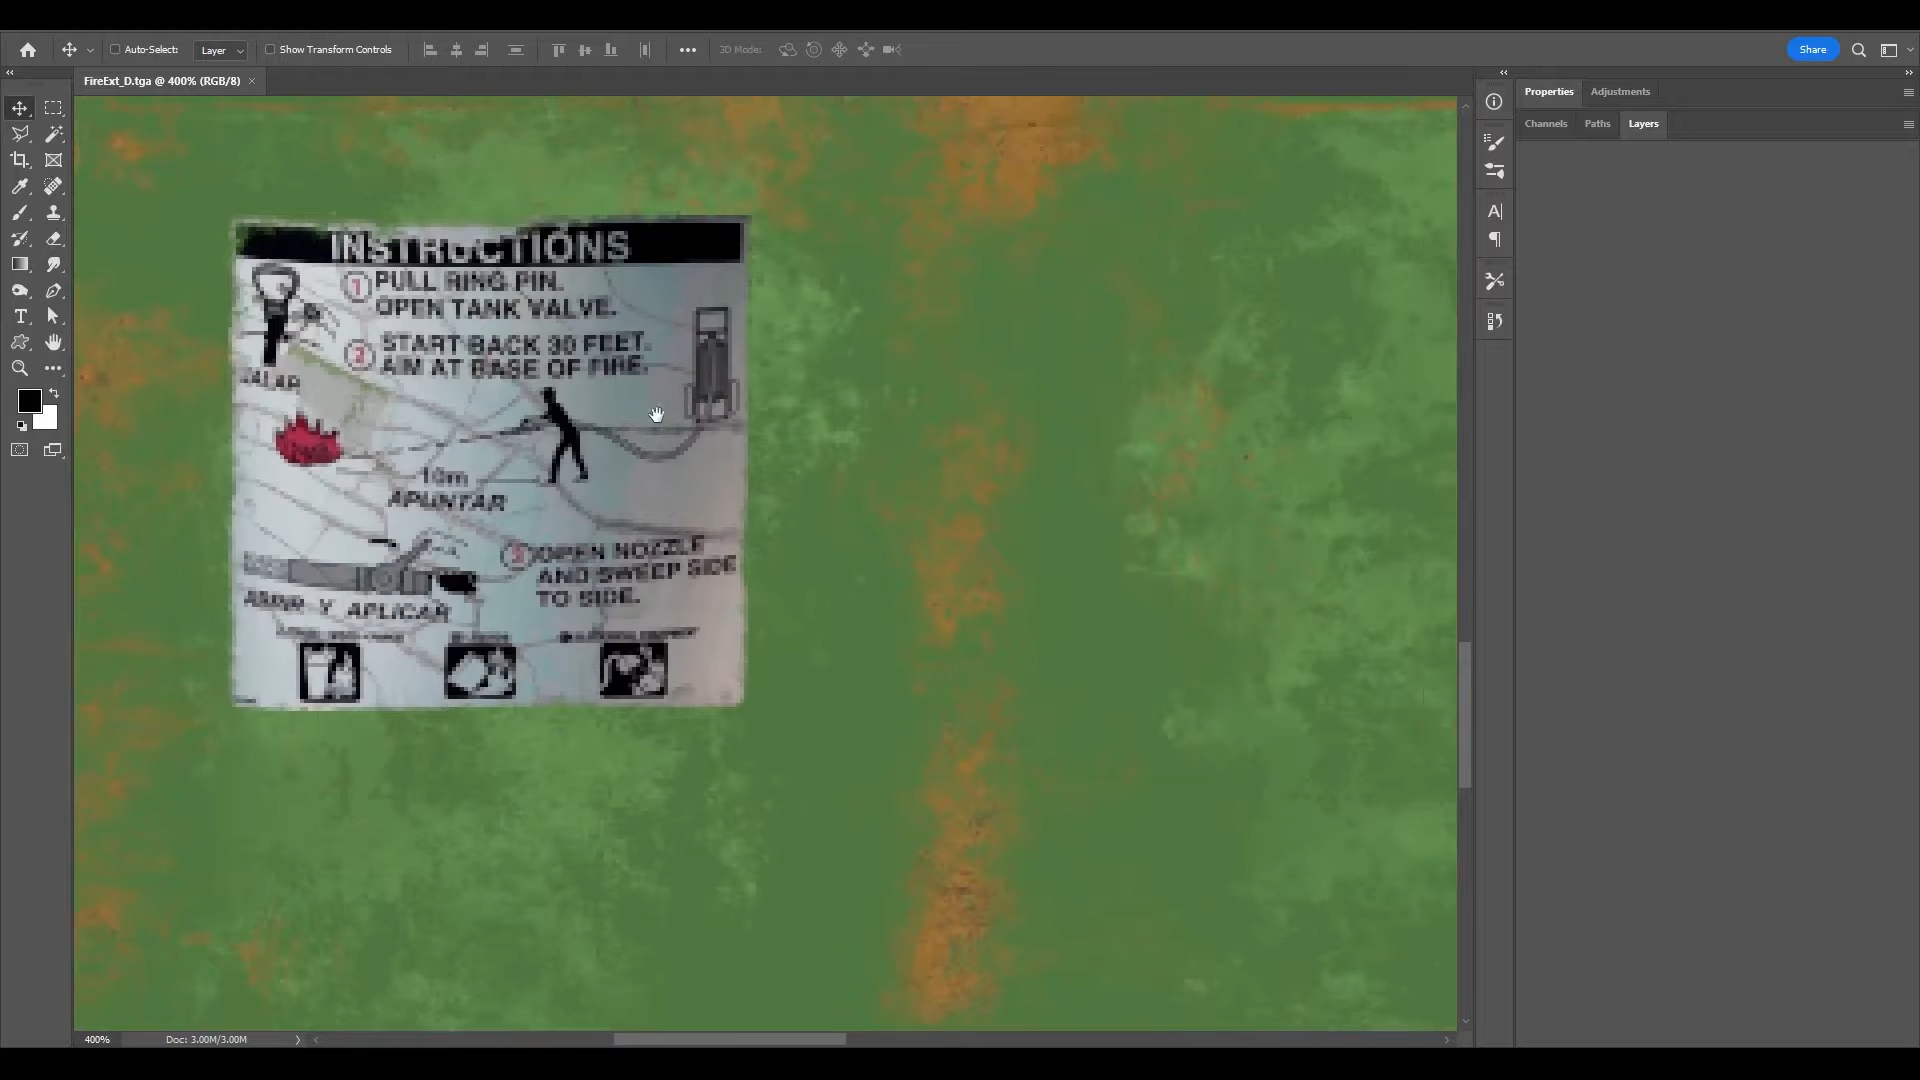 Auto-Select:
Layer
Show Transform Controls
3D Mode:
Share
FireExt_D.tga @ 400% (RGB/8)
Properties
Adjustments
Channels
Paths
Layers
INSTRUCTIONS
1 PULL RING PIN.
OPEN TANK VALVE.
2 START BACK 30 FEET.
AIM AT BASE OF FIRE.
JALAR
10m
APUNTAR
3 OPEN NOZZLE
AND SWEEP SIDE
TO SIDE.
Y APLICAR
400%
Doc: 3.00M/3.00M